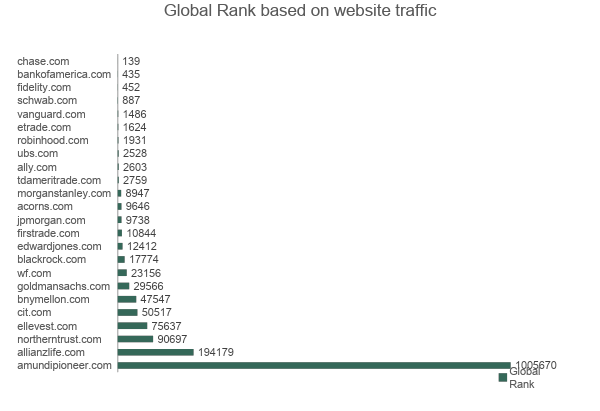 Global Rank based on website traffic
chase.com 139
bankofamerica.com 435
fidelity.com 452
schwab.com 887
vanguard.com 1486
etrade.com 1624
robinhood.com 1931
ubs.com 2528
ally.com 2603
tdameritrade.com 2759
morganstanley.com 8947
acorns.com 9646
jpmorgan.com 9738
firstrade.com 10844
edwardjones.com 12412
blackrock.com 17774
wf.com 23156
goldmansachs.com 29566
bnymellon.com 47547
cit.com 50517
ellevest.com 75637
northerntrust.com 90697
allianzlife.com 194179
amundipioneer.com 1005670
Global
Rank